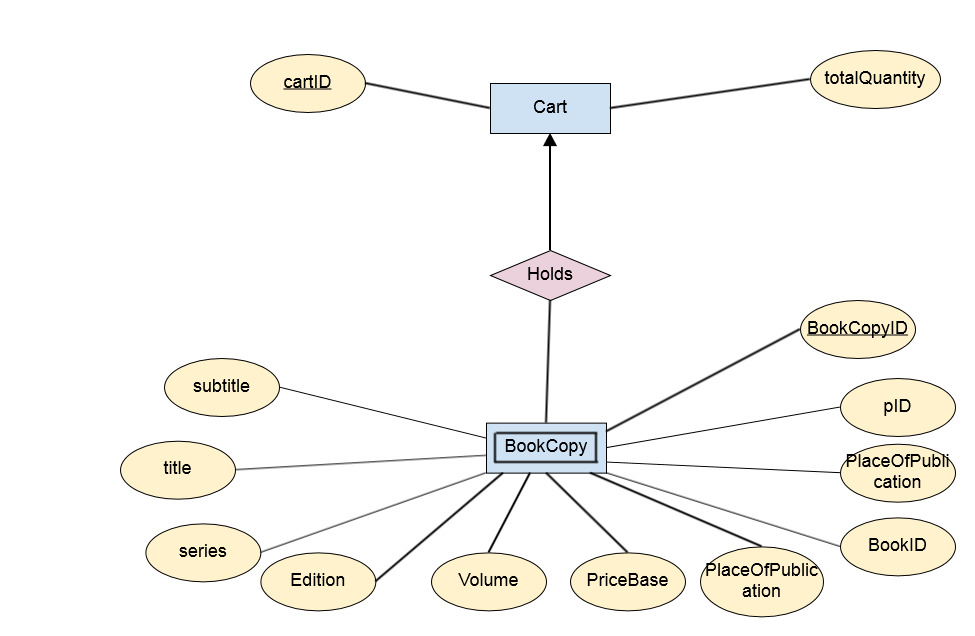 cartID
totalQuantity
Cart
Holds
BookCopyID
subtitle
pID
BookCopy
title
PlaceOfPubli
cation
series
BookID
Edition
Volume
PriceBase
PlaceOfPublic
ation